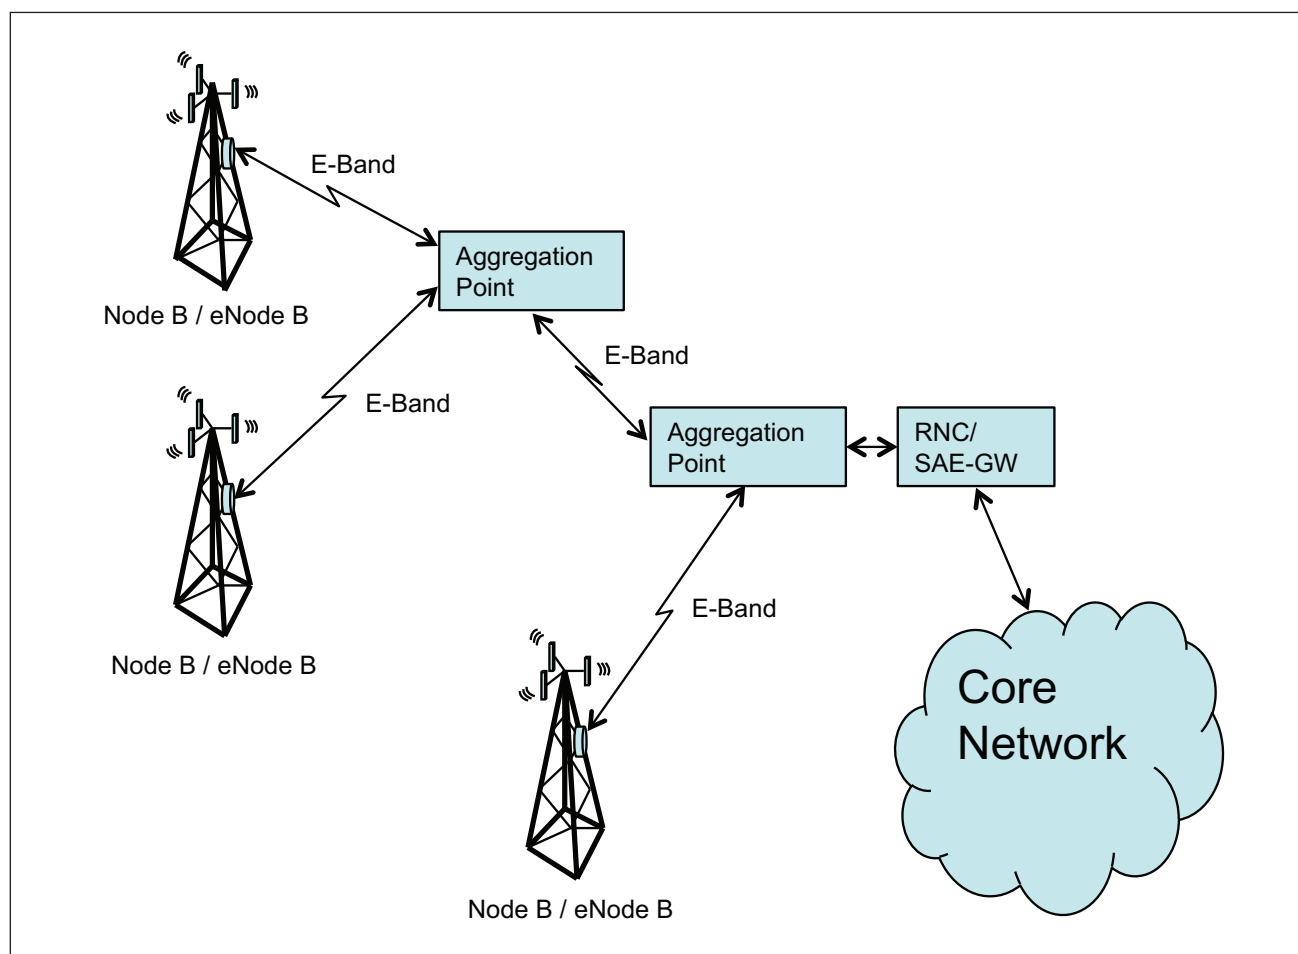 E-Band
Aggregation
Point
Node B / eNode B
E-Band
E-Band
Aggregation
Point
RNC/
SAE-GW
Node B / eNode B
E-Band
Core
Network
Node B / eNode B